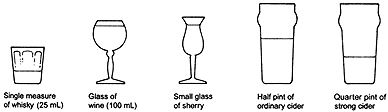 Single measure
of whisky (25 mL)
Glass of
wine (100 mL)
Small glass
of sherry
Half pint of
ordinary cider
Quarter pint of
strong cider